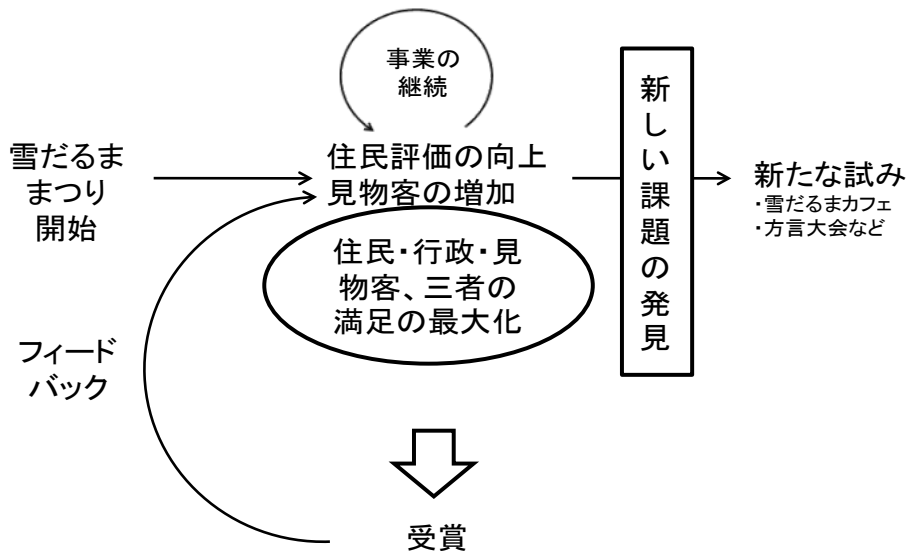 事業の
継続
雪だるま
まつり
開始
住民評価の向上
見物客の増加
住民・行政・見
物客、三者の
満足の最大化
新しい課題の発見
新たな試み
・雪だるまカフェ
・方言大会など
フィード
バック
受賞